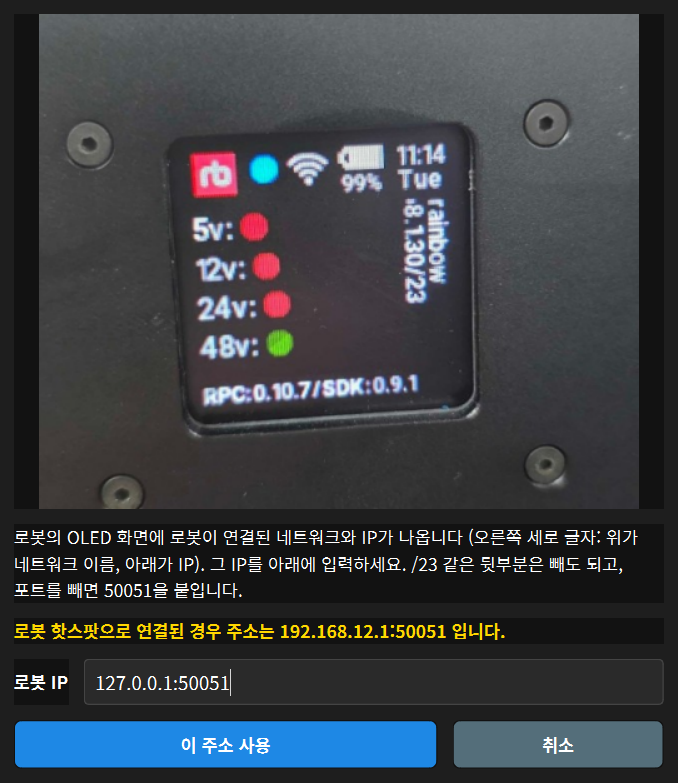 rb
11:14
99% Tue
5v:
12v:
24v:
48v:
rainbow
.8.1.30/23
RPC:0.10.7/SDK:0.9.1
로봇의 OLED 화면에 로봇이 연결된 네트워크와 IP가 나옵니다 (오른쪽 세로 글자: 위가
네트워크 이름, 아래가 IP). 그 IP를 아래에 입력하세요. /23 같은 뒷부분은 빼도 되고,
포트를 빼면 50051을 붙입니다.
로봇 핫스팟으로 연결된 경우 주소는 192.168.12.1:50051 입니다.
로봇 IP
127.0.0.1:50051
이 주소 사용
취소